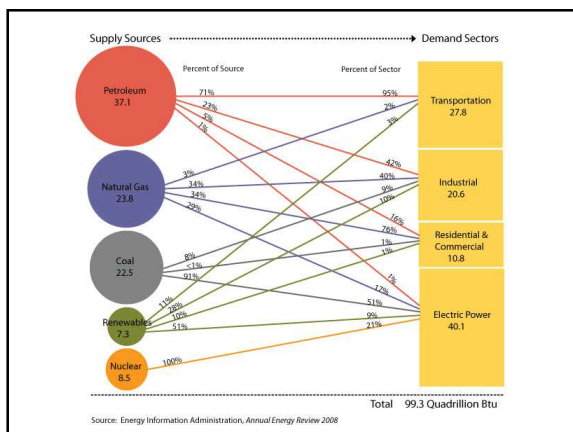 Supply Sources Demand Sectors
Percent of Source Percent of Sector
Petroleum
37.1
71%
23%
5%
1%
Natural Gas
23.8
3%
34%
34%
29%
Coal
22.5
8%
<1%
91%
Renewables
7.3
11%
28%
10%
51%
Nuclear
8.5
100%
95%
2%
3%
Transportation
27.8
42%
40%
9%
10%
Industrial
20.6
16%
76%
1%
1%
Residential &
Commercial
10.8
1%
17%
51%
9%
21%
Electric Power
40.1
Total 99.3 Quadrillion Btu
Source: Energy Information Administration, Annual Energy Review 2008